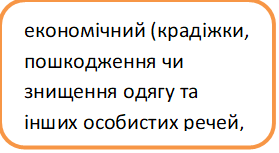 економічний (крадіжки,
пошкодження чи
знищення одягу та
інших особистих речей,